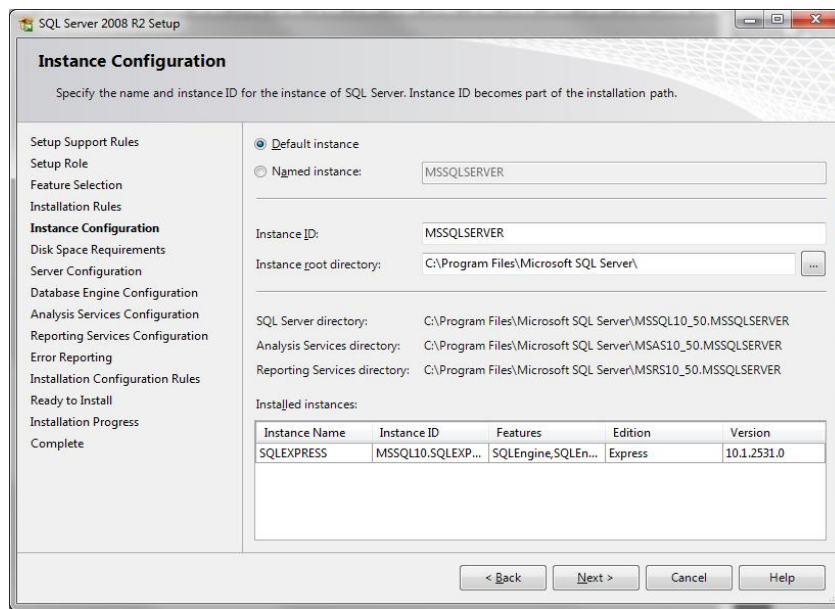 SQL Server 2008 R2 Setup
Instance Configuration
Specify the name and instance ID for the instance of SQL Server. Instance ID becomes part of the installation path.
Setup Support Rules
Setup Role
Feature Selection
Installation Rules
Instance Configuration
Disk Space Requirements
Server Configuration
Database Engine Configuration
Analysis Services Configuration
Reporting Services Configuration
Error Reporting
Installation Configuration Rules
Ready to Install
Installation Progress
Complete
Default instance
Named instance: MSSQLSERVER
Instance ID: MSSQLSERVER
Instance root directory: C:\Program Files\Microsoft SQL Server\ ...
SQL Server directory: C:\Program Files\Microsoft SQL Server\MSSQL10_50.MSSQLSERVER
Analysis Services directory: C:\Program Files\Microsoft SQL Server\MSAS10_50.MSSQLSERVER
Reporting Services directory: C:\Program Files\Microsoft SQL Server\MSRS10_50.MSSQLSERVER
Installed instances:
Instance Name Instance ID Features Edition Version
SQLEXPRESS MSSQL10.SQLEXP... SQLEngine,SQLEn... Express 10.1.2531.0
< Back Next > Cancel Help